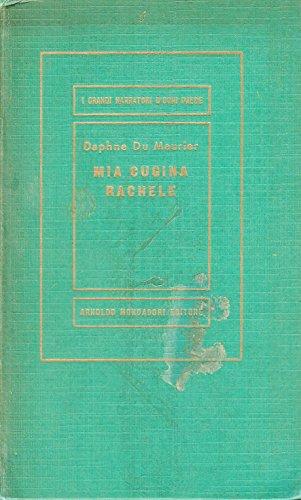 I GRANDI NARRATORI D'OGNI PAESE
Daphne Du Maurier
MIA CUGINA
RACHELE
ARNOLDO MONDADORI EDITORE